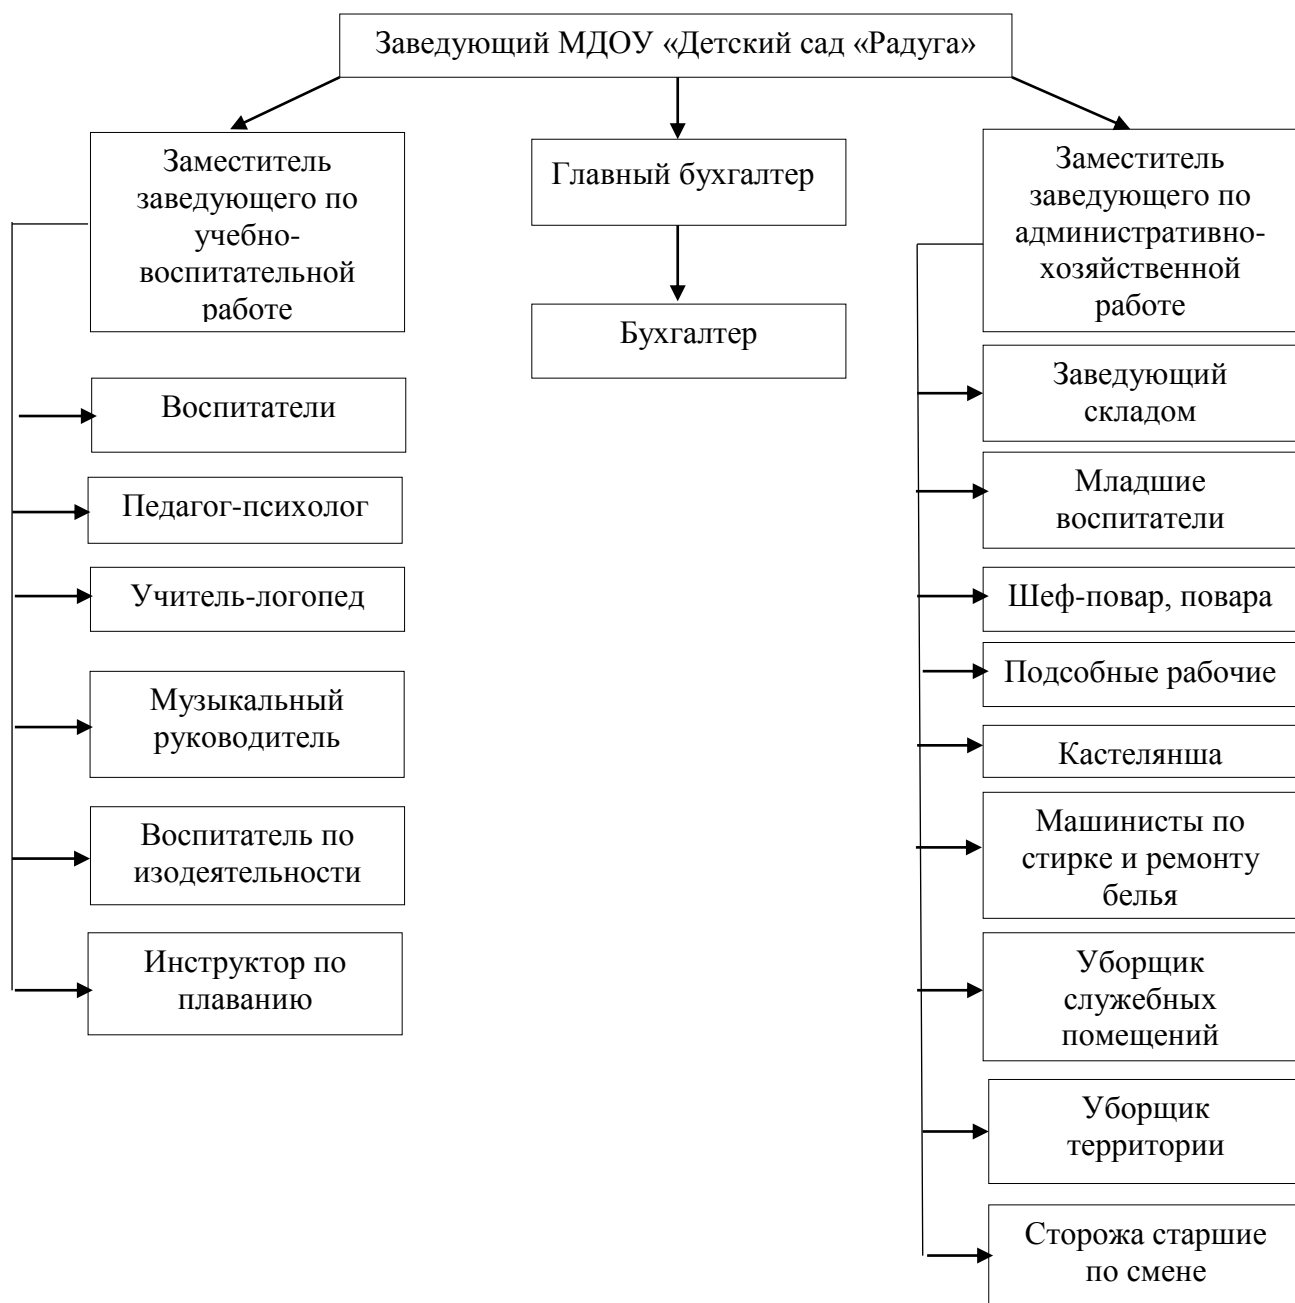 Заведующий МДОУ «Детский сад «Радуга»
Заместитель
заведующего по
учебно-
воспитательной
работе
Воспитатели
Педагог-психолог
Учитель-логопед
Музыкальный
руководитель
Воспитатель по
изодеятельности
Инструктор по
плаванию
Главный бухгалтер
Бухгалтер
Заместитель
заведующего по
административно-
хозяйственной
работе
Заведующий
складом
Младшие
воспитатели
Шеф-повар, повара
Подсобные рабочие
Кастелянша
Машинисты по
стирке и ремонту
белья
Уборщик
служебных
помещений
Уборщик
территории
Сторожа старшие
по смене